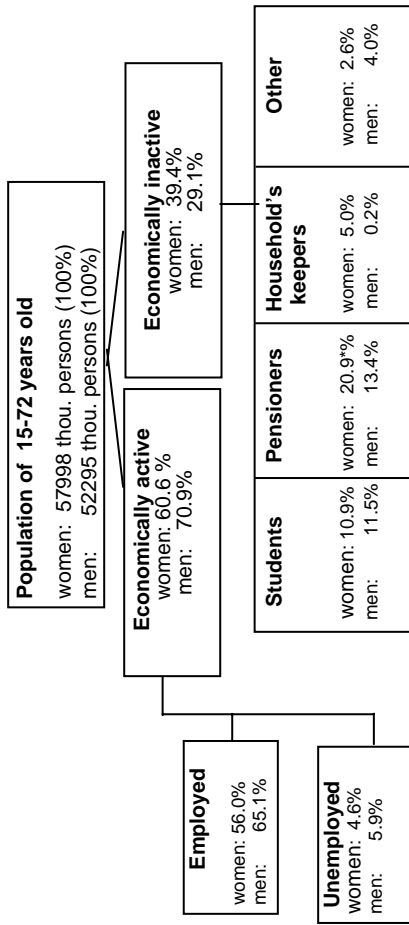 Population of 15-72 years old
women: 57998 thou. persons (100%)
men: 52295 thou. persons (100%)
Economically active
women: 60.6 %
men: 70.9%
Economically inactive
women: 39.4%
men: 29.1%
Employed
women: 56.0%
men: 65.1%
Unemployed
women: 4.6%
men: 5.9%
Students
women: 10.9%
men: 11.5%
Pensioners
women: 20.9*%
men: 13.4%
Household's
keepers
women: 5.0%
men: 0.2%
Other
women: 2.6%
men: 4.0%